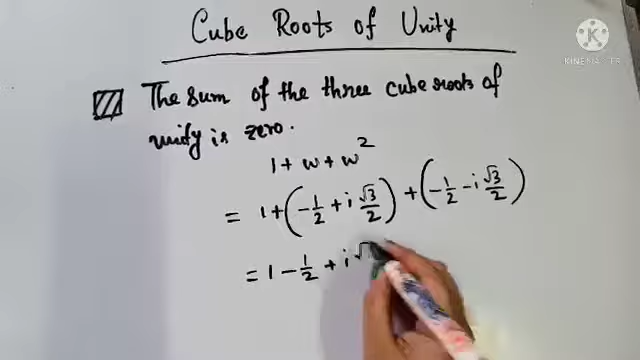 Cube Roots of Unity
KINEMASTER
The sum of the three cube roots of
unity is zero.
1 + w + w²
= 1 + (-1/2 + i √3/2) + (-1/2 - i √3/2)
= 1 - 1/2 + i √